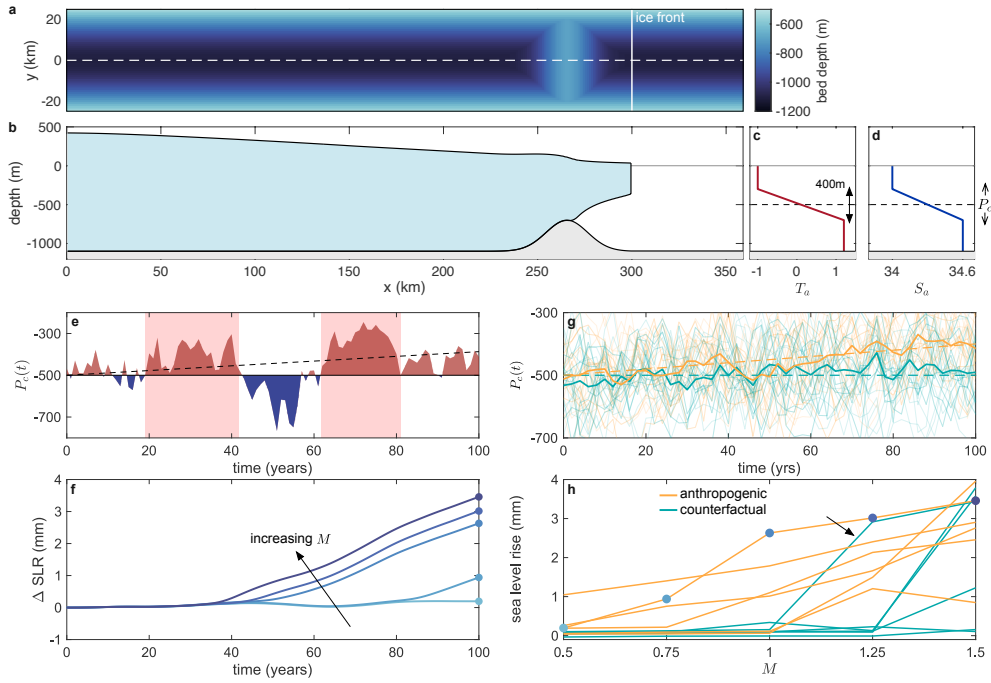 a
20
0
-20
y (km)
ice front
-600
-800
-1000
-1200
bed depth (m)
b
500
0
-500
-1000
depth (m)
0
50
100
150
200
250
300
350
x (km)
c
400m
-1
0
1
T_a
d
34
34.6
S_a
P_c
e
-300
-500
-700
P_c(t)
0
20
40
60
80
100
time (years)
g
-300
-500
-700
P_c(t)
0
20
40
60
80
100
time (yrs)
f
4
3
2
1
0
-1
Δ SLR (mm)
increasing M
0
20
40
60
80
100
time (years)
h
anthropogenic
counterfactual
4
3
2
1
0
sea level rise (mm)
0.5
0.75
1
1.25
1.5
M